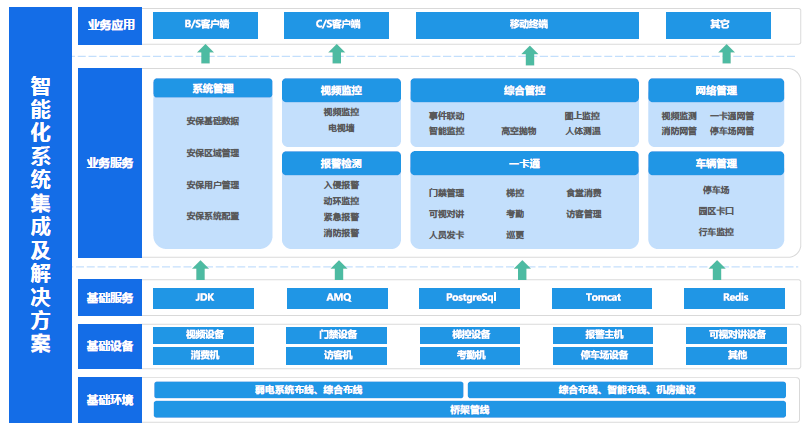 智能化系统集成及解决方案
业务应用
B/S客户端
C/S客户端
移动终端
其它
业务服务
系统管理
安保基础数据
安保区域管理
安保用户管理
安保系统配置
视频监控
视频监控
电视墙
报警检测
入侵报警
动环监控
紧急报警
消防报警
综合管控
事件联动 图上监控
智能监控 高空抛物 人体测温
一卡通
门禁管理 梯控 食堂消费
可视对讲 考勤 访客管理
人员发卡 巡更
网络管理
视频监测 一卡通网管
消防网管 停车场网管
车辆管理
停车场
园区卡口
行车监控
基础服务
JDK
AMQ
PostgreSql
Tomcat
Redis
基础设备
视频设备
门禁设备
梯控设备
报警主机
可视对讲设备
消费机
访客机
考勤机
停车场设备
其他
基础环境
弱电系统布线、综合布线
综合布线、智能布线、机房建设
桥架管线